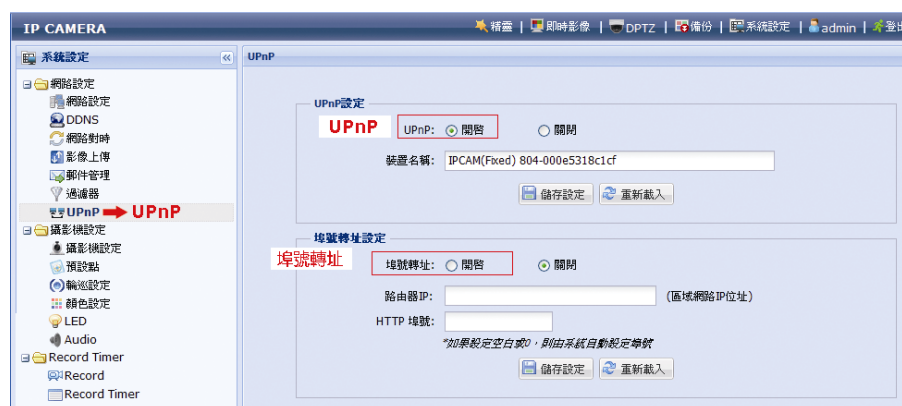 IP CAMERA 精靈 | 即時影像 | DPTZ | 備份 | 系統設定 | admin | 登出
系統設定 «
UPnP
網路設定
網路設定
DDNS
網路對時
影像上傳
郵件管理
過濾器
UPnP UPnP
攝影機設定
攝影機設定
預設點
輪巡設定
顏色設定
LED
Audio
Record Timer
Record
Record Timer
UPnP設定
UPnP UPnP: 開啓 關閉
裝置名稱: IPCAM(Fixed) 804-000e5318c1cf
儲存設定 重新載入
埠號轉址設定
埠號轉址 埠號轉址: 開啓 關閉
路由器IP: (區域網路IP位址)
HTTP 埠號:
*如果設定空白或0，則由系統自動設定埠號
儲存設定 重新載入